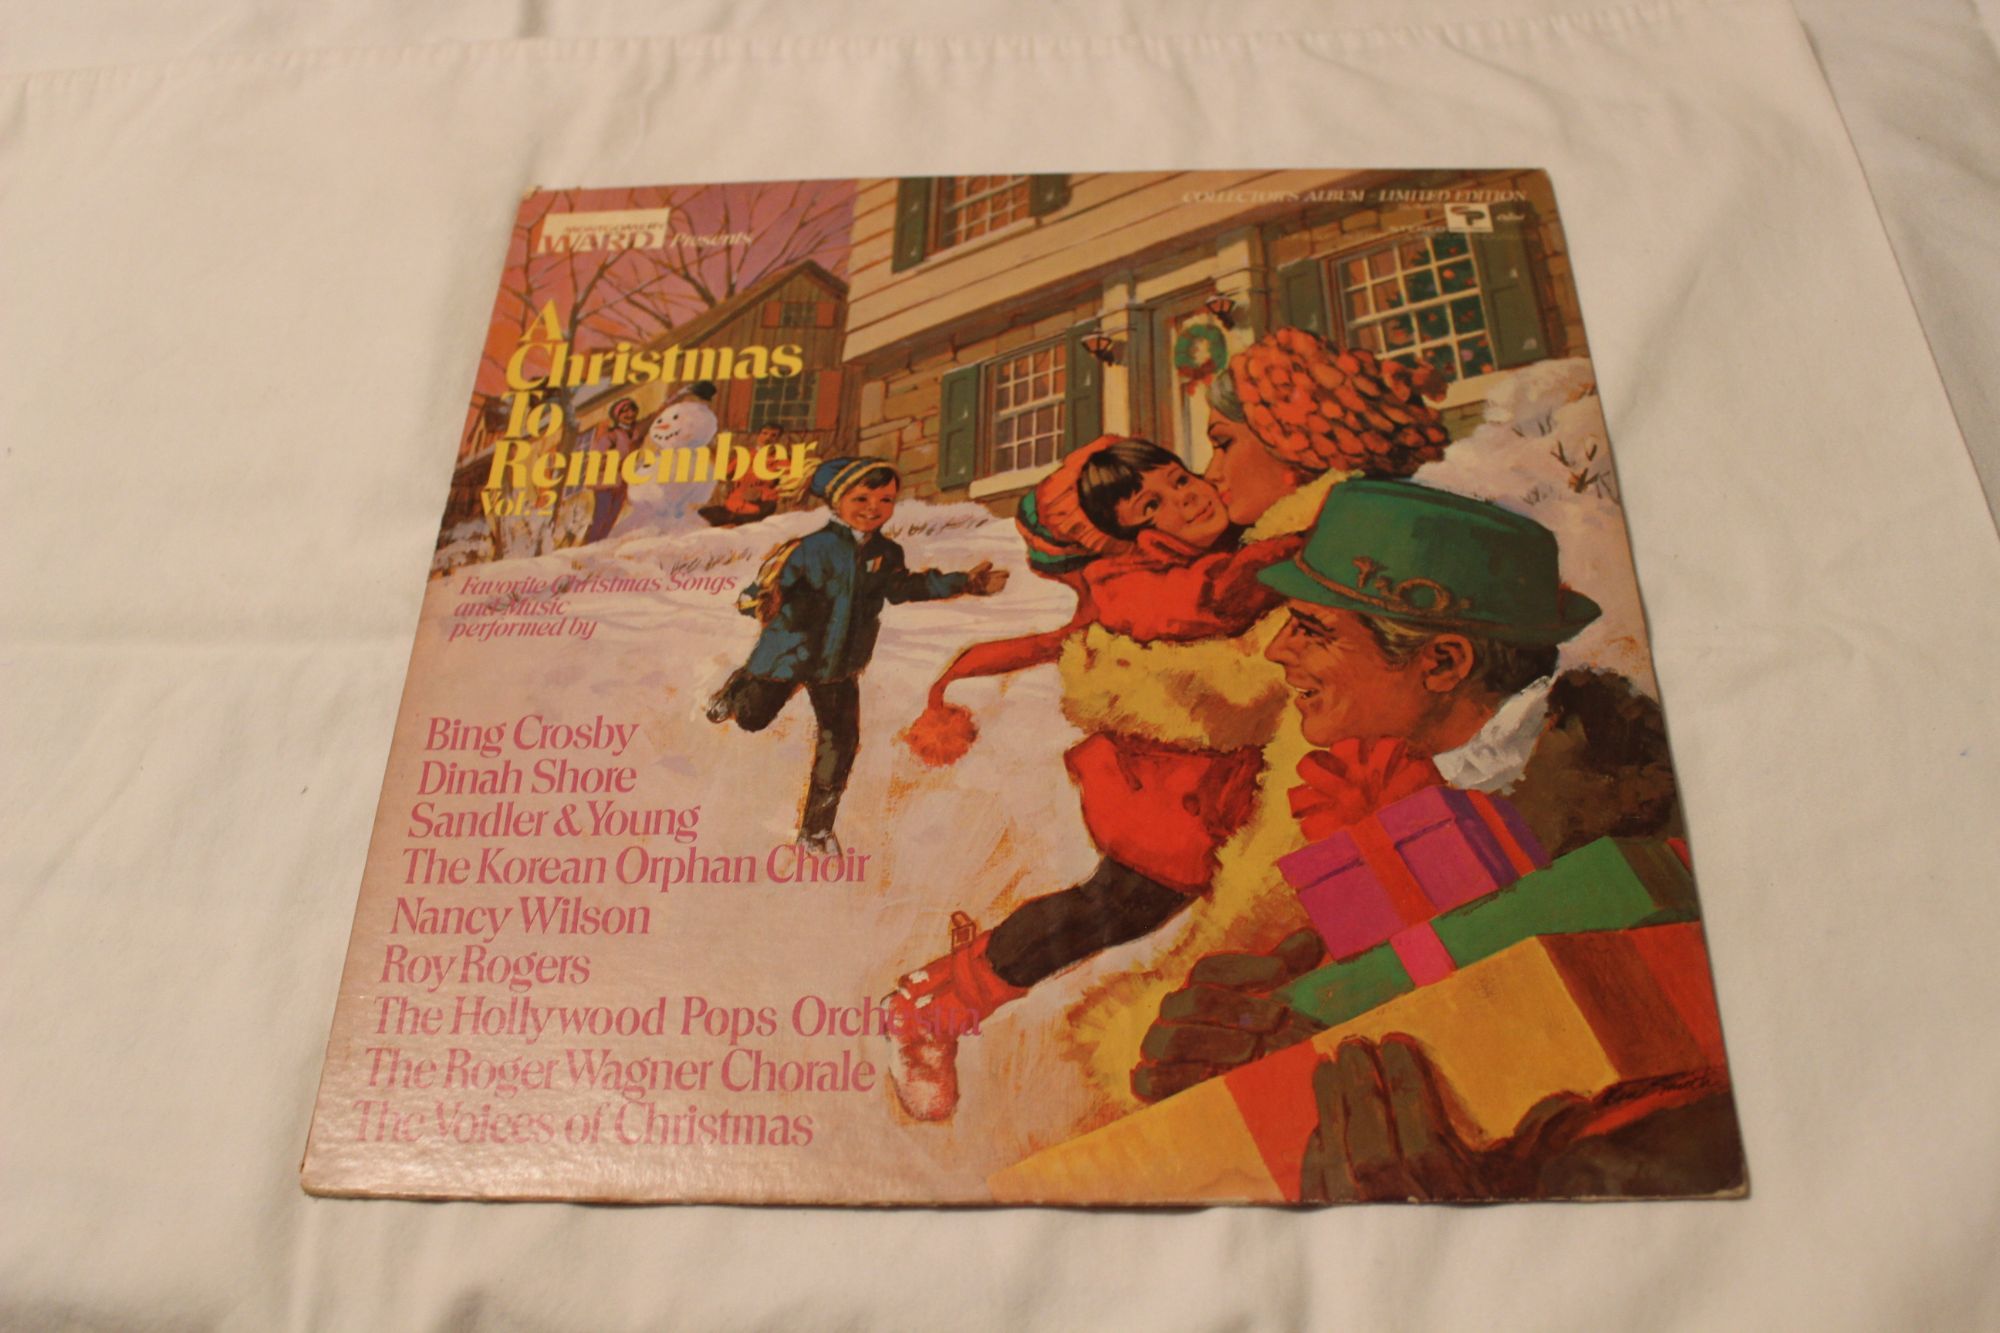 MONTGOMERY
WARD Presents
COLLECTOR'S ALBUM - LIMITED EDITION
STEREO
A
Christmas
To
Remember
Vol. 2
Favorite Christmas Songs
and Music
performed by
Bing Crosby
Dinah Shore
Sandler & Young
The Korean Orphan Choir
Nancy Wilson
Roy Rogers
The Hollywood Pops Orchestra
The Roger Wagner Chorale
The Voices of Christmas